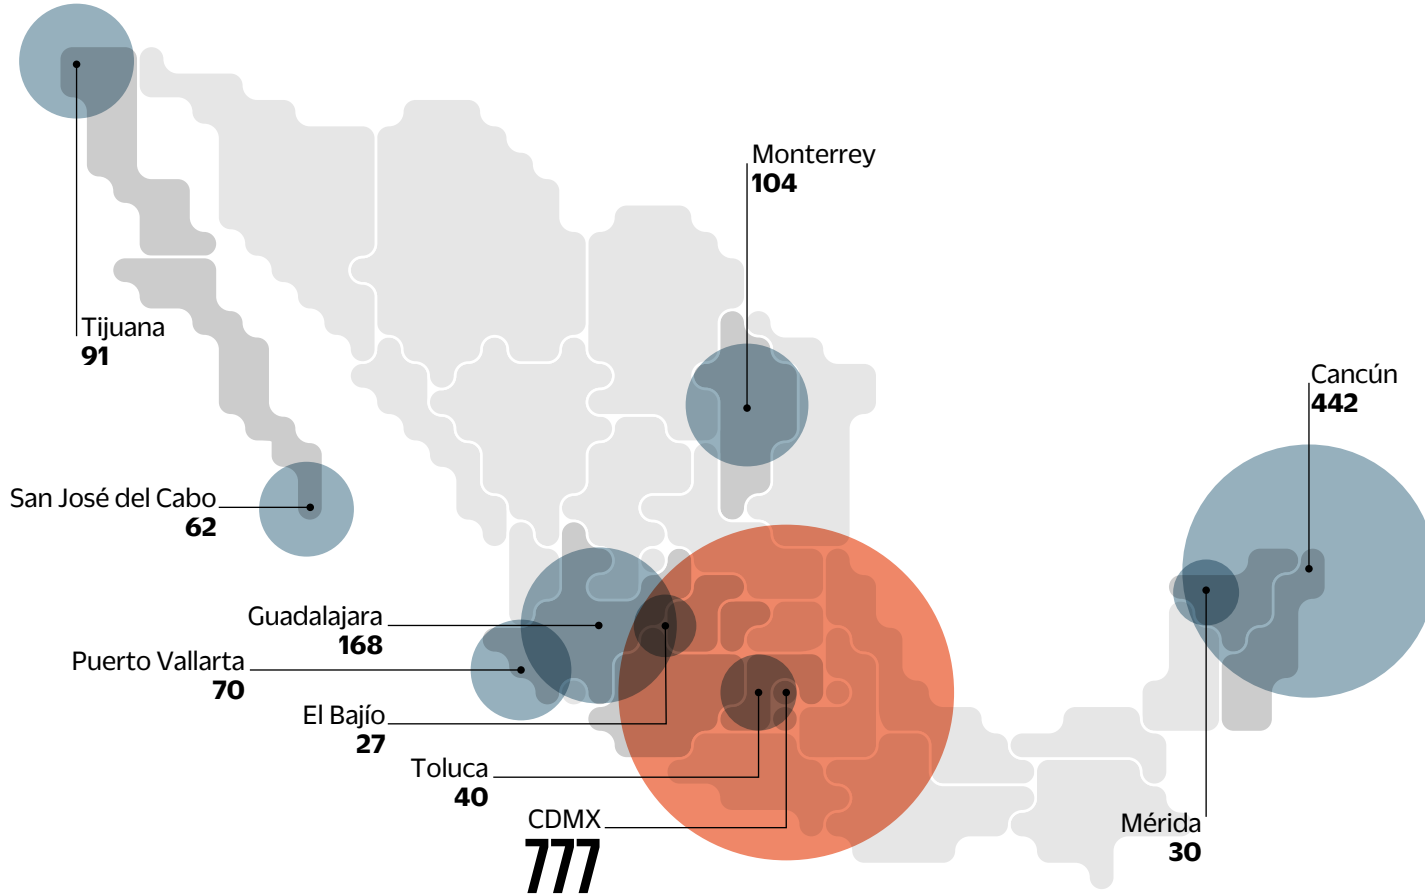 Monterrey
104
Tijuana
91
Cancún
442
San José del Cabo
62
Guadalajara
168
Puerto Vallarta
70
El Bajío
27
Toluca
40
CDMX
777
Mérida
30